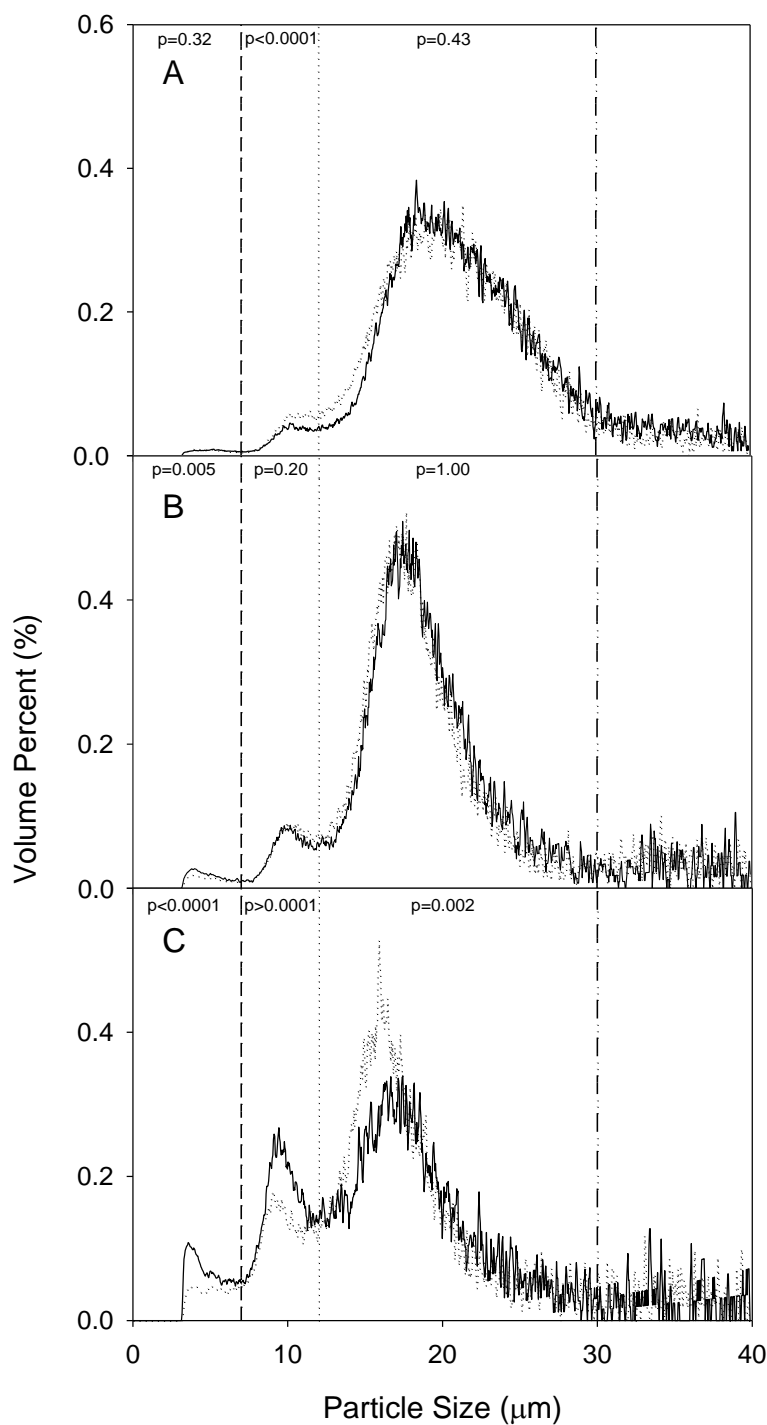 0.6
p=0.32 p<0.0001 p=0.43
A
0.4
0.2
0.0
p=0.005 p=0.20 p=1.00
B
0.4
0.2
0.0
p<0.0001 p>0.0001 p=0.002
C
0.4
0.2
0.0
0 10 20 30 40
Volume Percent (%)
Particle Size (μm)